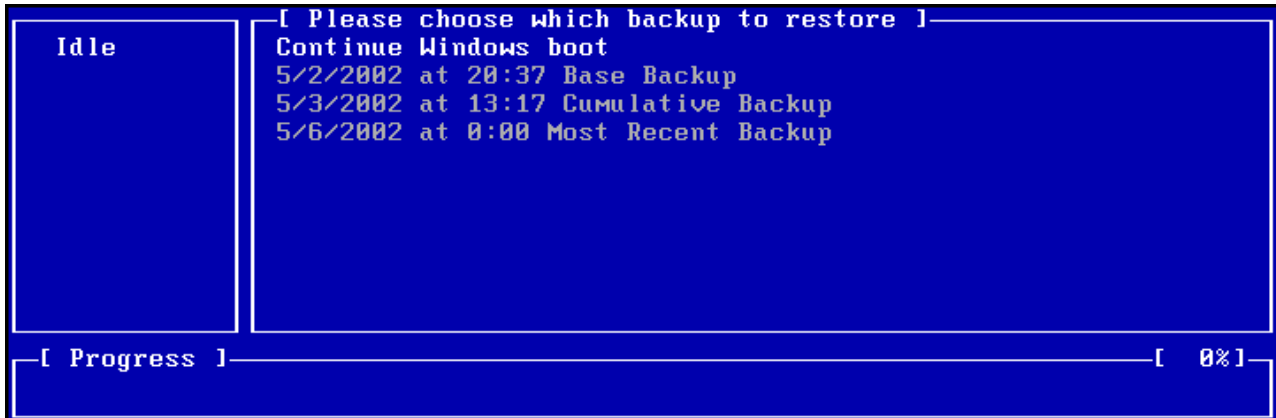 [ Please choose which backup to restore ]
Idle
Continue Windows boot
5/2/2002 at 20:37 Base Backup
5/3/2002 at 13:17 Cumulative Backup
5/6/2002 at 0:00 Most Recent Backup
[ Progress ] [ 0%]